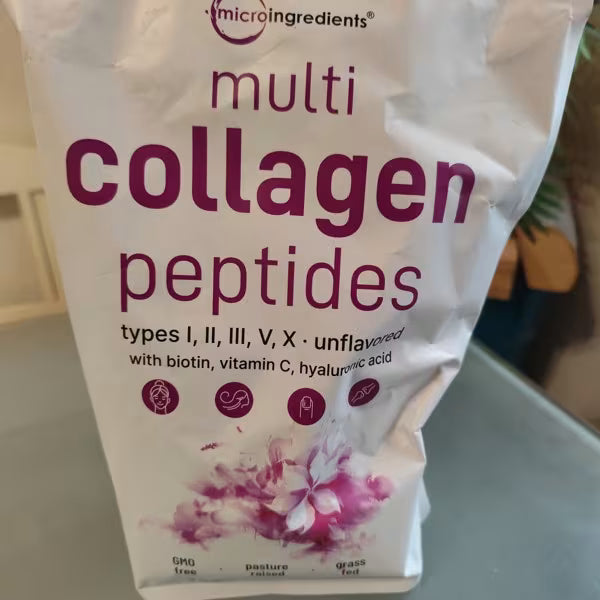 microingredients®
multi
collagen
peptides
types I, II, III, V, X · unflavored
with biotin, vitamin C, hyaluronic acid
GMO free · pasture raised · grass fed